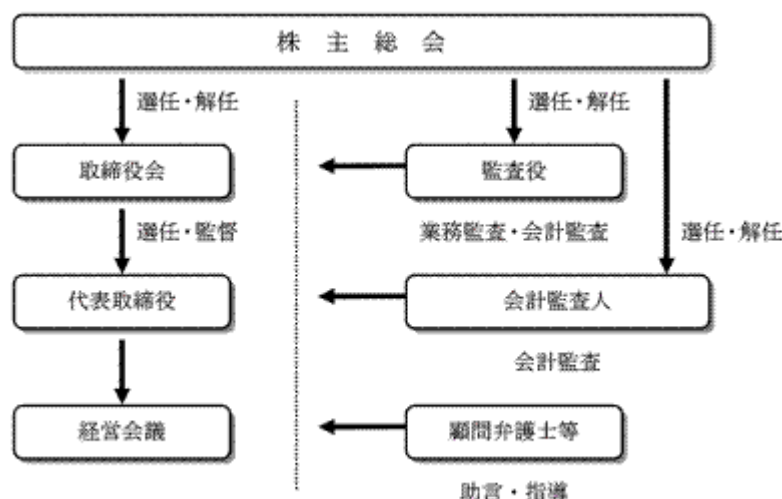 株主総会
選任・解任
選任・解任
取締役会
監査役
選任・監督
業務監査・会計監査
選任・解任
代表取締役
会計監査人
会計監査
経営会議
顧問弁護士等
助言・指導